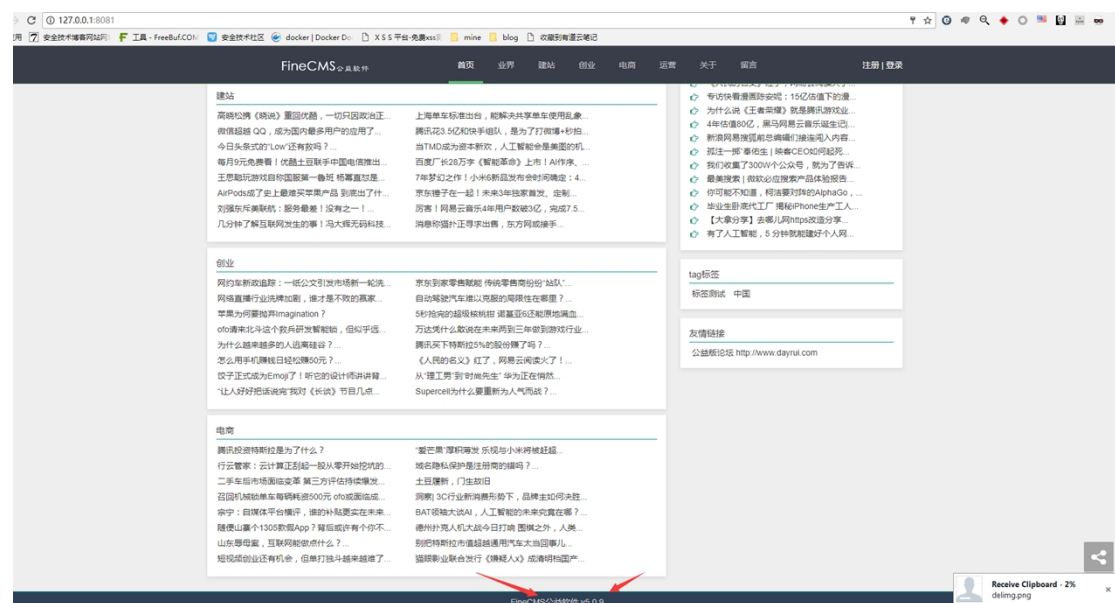 127.0.0.1:8081
安全技术博客网站网 工具 - FreeBuf.COM 安全技术社区 docker | Docker Do XSS平台-免费xss mine blog 收藏到有道云笔记
FineCMS公益软件 首页 业界 建站 创业 电商 运营 关于 留言 注册 | 登录
建站
高晓松携《晓说》重回优酷，一切只因政治正...
微信超越 QQ，成为国内最多用户的应用了...
今日头条式的“Low”还有救吗？...
每月9元免费看！优酷土豆联手中国电信推出...
王思聪玩游戏自称国服第一鲁班 杨幂直怼是...
AirPods成了史上最难买苹果产品 到底出了什...
刘强东斥美联航：服务最差！没有之一！...
几分钟了解互联网发生的事！冯大辉无码科技...
上海单车标准出台，能解决共享单车使用乱象...
腾讯花3.5亿和快手组队，是为了打微博+秒拍...
当TMD成为资本新欢，人工智能会是美图的机...
百度厂长28万字《智能革命》上市！AI作序、...
7年梦幻之作！小米6新品发布会时间确定：4...
京东锤子在一起！未来3年独家首发、定制...
厉害！网易云音乐4年用户数破3亿，完成7.5...
消息称猫扑正寻求出售，东方网或接手...
创业
网约车新政追踪：一纸公文引发市场新一轮洗...
网络直播行业洗牌加剧，谁才是不败的赢家...
苹果为何要抛弃Imagination？
ofo请来北斗这个救兵研发智能锁，但似乎远...
为什么越来越多的人逃离硅谷？...
怎么用手机赚钱日轻松赚50元？...
饺子正式成为Emoji了！听它的设计师讲讲背...
“让人好好把话说完”我对《长谈》节目几点...
京东到家零售赋能 传统零售商纷纷“站队”...
自动驾驶汽车难以克服的局限性在哪里？...
5秒抢完的超级核桃柑 诺基亚6还能原地满血...
万达凭什么敢说在未来两到三年做到游戏行业...
腾讯买下特斯拉5%的股份赚了吗？...
《人民的名义》红了，网易云阅读火了！...
从“理工男”到“时尚先生” 华为正在悄然...
Supercell为什么要重新为人气而战？...
电商
腾讯投资特斯拉是为了什么？
行云管家：云计算正刮起一股从零开始挖坑的...
二手车后市场面临变革 第三方评估持续爆发...
召回机械锁单车每辆耗资500元 ofo或面临成...
宗宁：自媒体平台横评，谁的补贴更实在未来...
随便山寨个1305款假App？背后或许有个你不...
山东辱母案，互联网能做点什么？...
短视频创业还有机会，但单打独斗越来越难了...
“爱芒果”厚积薄发 乐视与小米将被赶超...
域名隐私保护是注册商的错吗？...
土豆屦新，门生故旧
洞察| 3C行业新消费形势下，品牌主如何决胜...
BAT领袖大谈AI，人工智能的未来究竟在哪？...
德州扑克人机大战今日打响 围棋之外，人类...
别把特斯拉市值超越通用汽车太当回事儿...
猫眼影业联合发行《嫌疑人x》成清明档国产...
专访快看漫画陈安妮：15亿估值下的漫...
为什么说《王者荣耀》就是腾讯游戏业...
4年估值80亿，黑马网易云音乐诞生记|...
新浪网易搜狐前总编辑们接连闯入内容...
孤注一掷“奉佑生 | 映客CEO如何起死...
我们收集了300W个公众号，就为了告诉...
最美搜索 | 微软必应搜索产品体验报告...
你可能不知道，柯洁要对阵的AlphaGo，...
毕业生卧底代工厂 揭秘iPhone生产工人...
【大拿分享】去哪儿网https改造分享...
有了人工智能，5 分钟就能建好个人网...
tag标签
标签测试 中国
友情链接
公益版论坛 http://www.dayrui.com
FineCMS公益软件 v5.0.9
Receive Clipboard - 2%
delimg.png